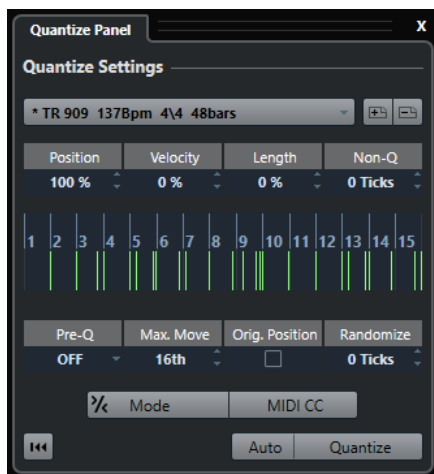 Quantize Panel X
Quantize Settings
* TR 909 137Bpm 4\4 48bars
Position Velocity Length Non-Q
100 % 0 % 0 % 0 Ticks
1 2 3 4 5 6 7 8 9 10 11 12 13 14 15
Pre-Q Max. Move Orig. Position Randomize
OFF 16th 0 Ticks
Mode MIDI CC
Auto Quantize